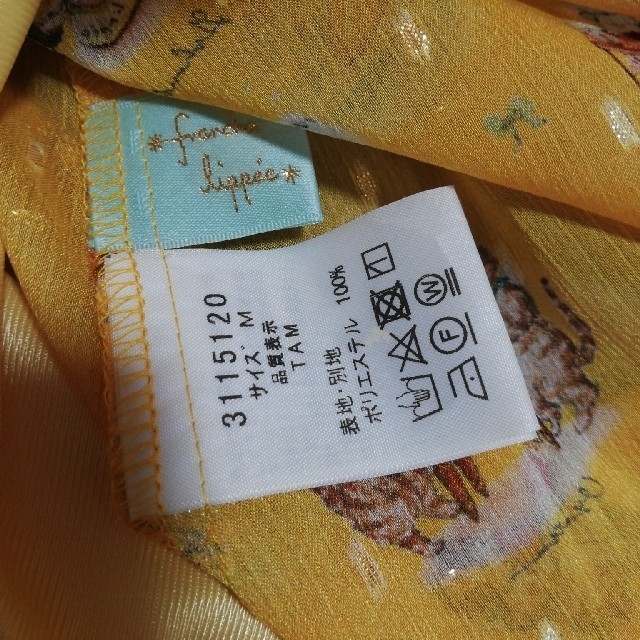 franche
hippée
3115120
サイズ M
品質表示
TAM
表地・別地
ポリエステル 100%
F
W